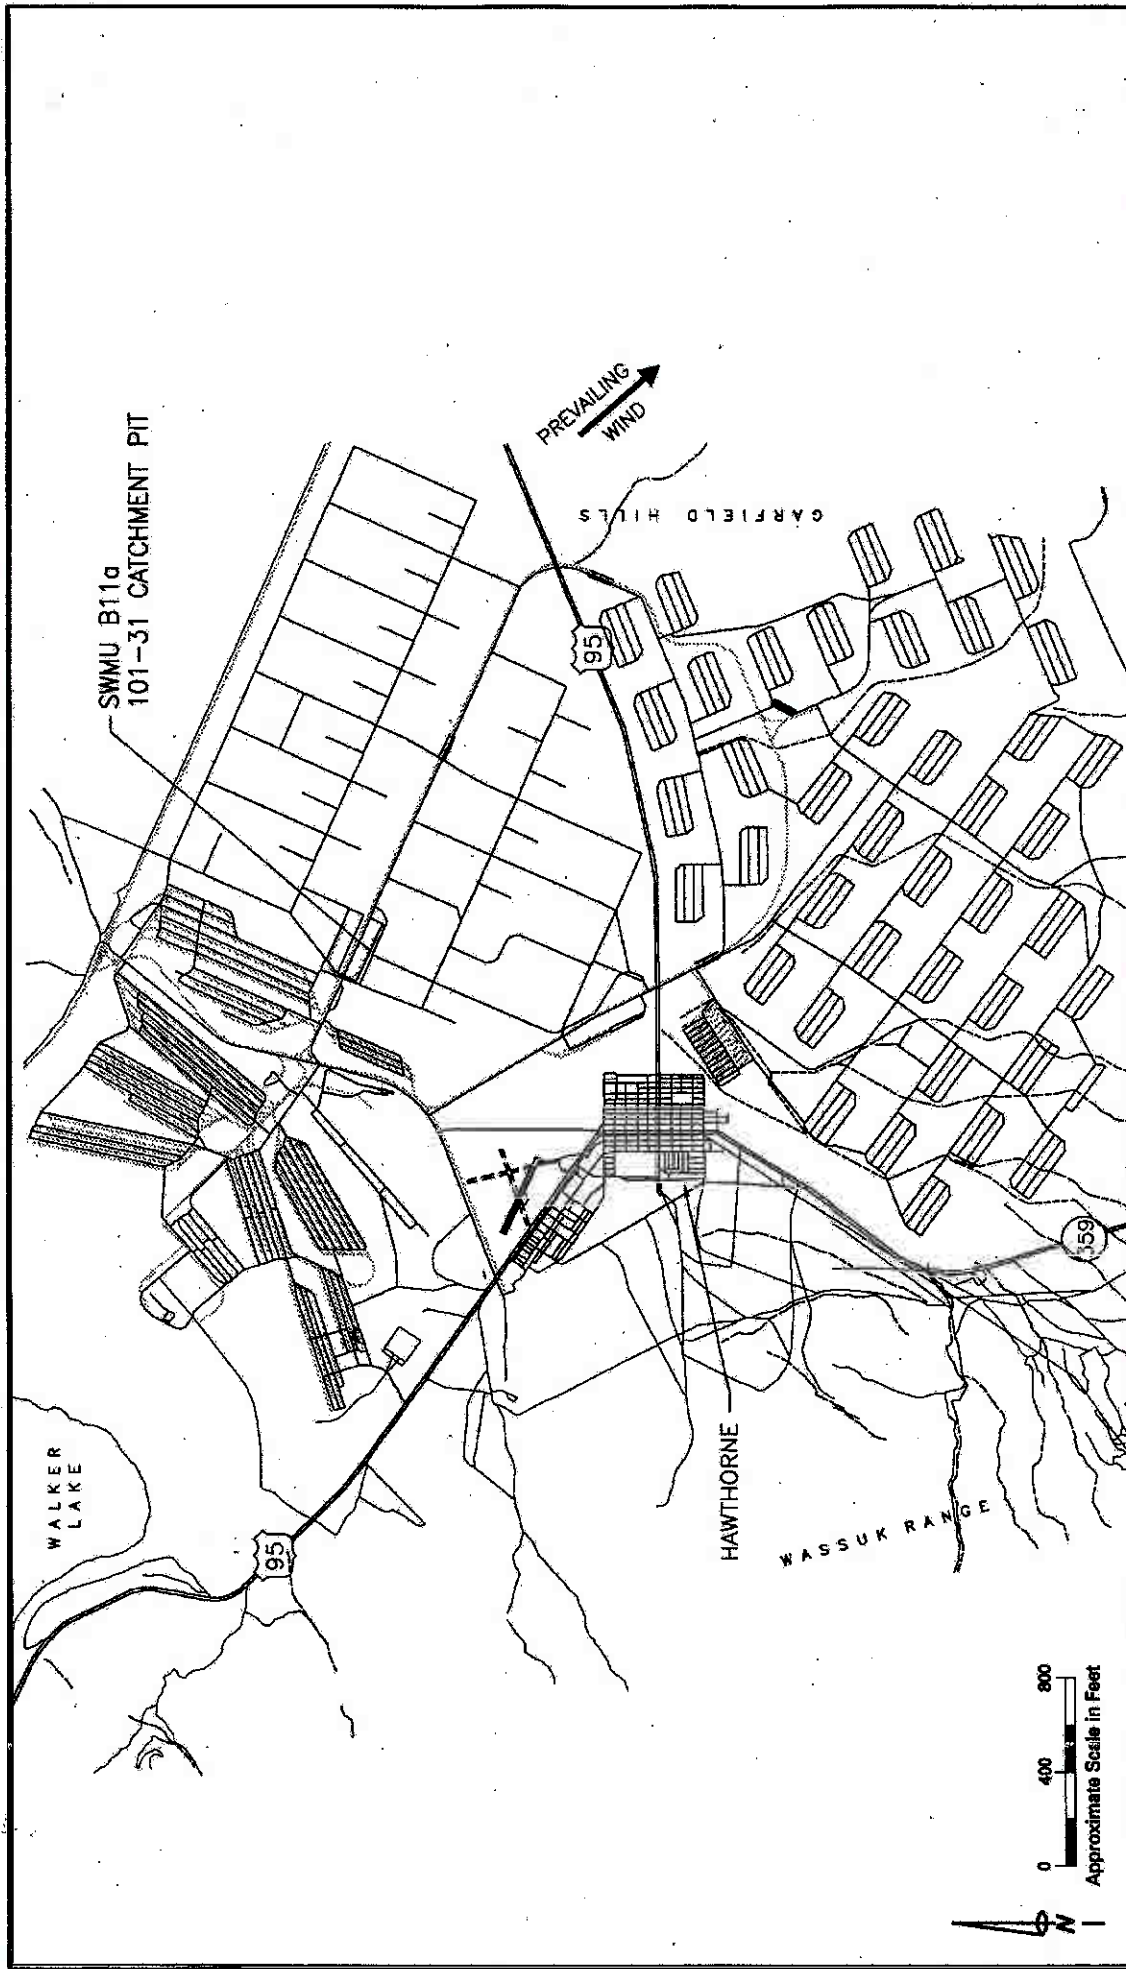 WALKER
LAKE
95
SWMU B11a
101-31 CATCHMENT PIT
PREVAILING
WIND
GARFIELD HILLS
95
HAWTHORNE
WASSUK RANGE
359
N
0 400 800
Approximate Scale in Feet